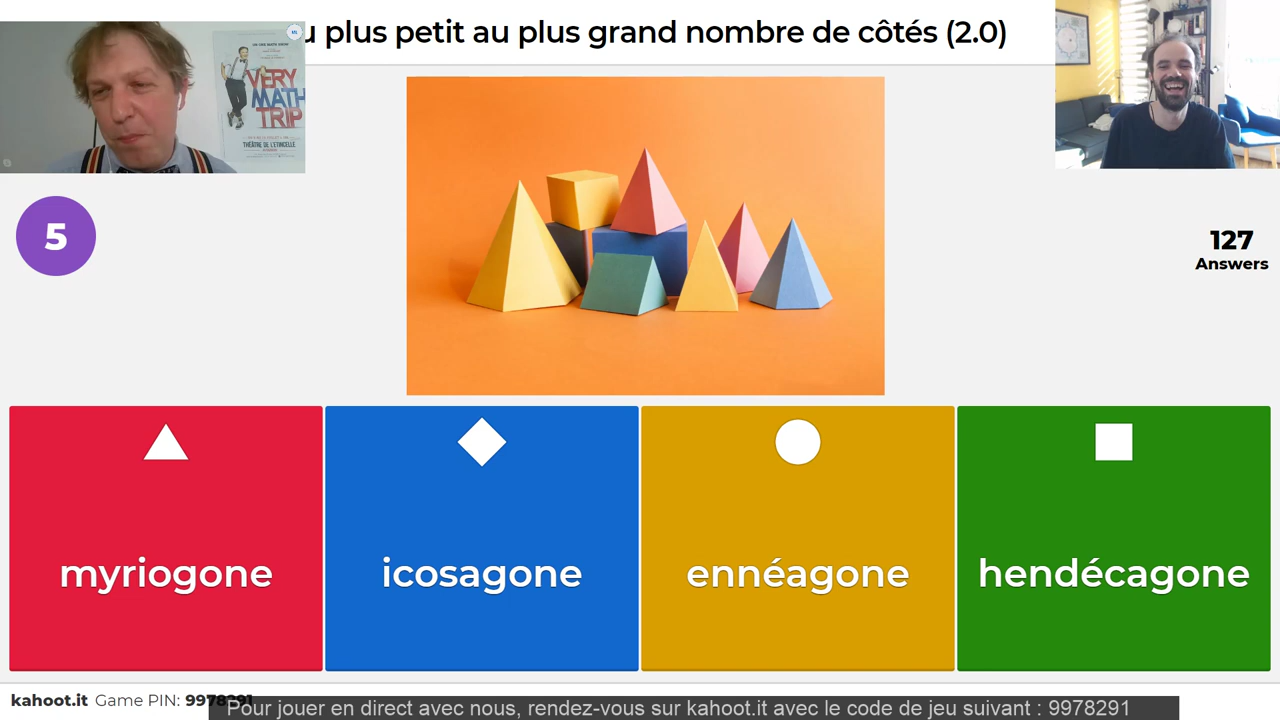 u plus petit au plus grand nombre de côtés (2.0)
VERY
MATH
TRIP
THÉÂTRE DE L'ÉTINCELLE
5
127
Answers
myriogone
icosagone
ennéagone
hendécagone
kahoot.it Game PIN: 9978291
Pour jouer en direct avec nous, rendez-vous sur kahoot.it avec le code de jeu suivant : 9978291